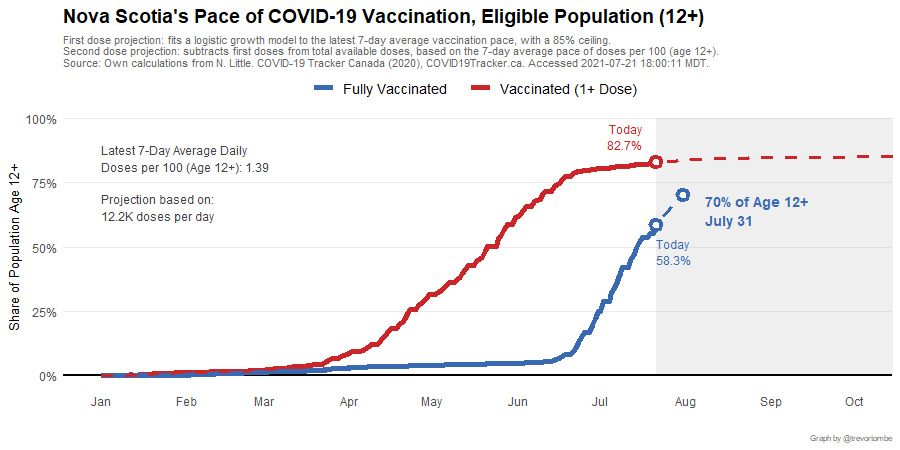 Nova Scotia's Pace of COVID-19 Vaccination, Eligible Population (12+)
First dose projection: fits a logistic growth model to the latest 7-day average vaccination pace, with a 85% ceiling.
Second dose projection: subtracts first doses from total available doses, based on the 7-day average pace of doses per 100 (age 12+).
Source: Own calculations from N. Little. COVID-19 Tracker Canada (2020), COVID19Tracker.ca. Accessed 2021-07-21 18:00:11 MDT.
Fully Vaccinated
Vaccinated (1+ Dose)
Share of Population Age 12+
100%
75%
50%
25%
0%
Latest 7-Day Average Daily
Doses per 100 (Age 12+): 1.39
Projection based on:
12.2K doses per day
Today
82.7%
70% of Age 12+
July 31
Today
58.3%
Jan
Feb
Mar
Apr
May
Jun
Jul
Aug
Sep
Oct
Graph by @trevortombe